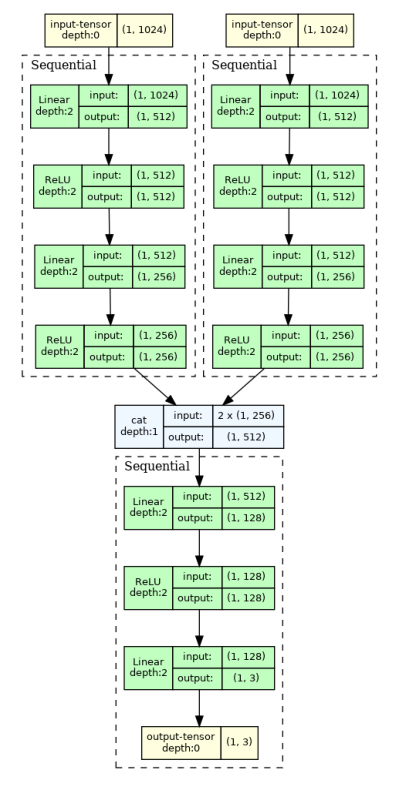 input-tensor
depth:0
(1, 1024)
input-tensor
depth:0
(1, 1024)
Sequential
Linear
depth:2
input:
(1, 1024)
output:
(1, 512)
ReLU
depth:2
input:
(1, 512)
output:
(1, 512)
Linear
depth:2
input:
(1, 512)
output:
(1, 256)
ReLU
depth:2
input:
(1, 256)
output:
(1, 256)
Sequential
Linear
depth:2
input:
(1, 1024)
output:
(1, 512)
ReLU
depth:2
input:
(1, 512)
output:
(1, 512)
Linear
depth:2
input:
(1, 512)
output:
(1, 256)
ReLU
depth:2
input:
(1, 256)
output:
(1, 256)
cat
depth:1
input:
2 x (1, 256)
output:
(1, 512)
Sequential
Linear
depth:2
input:
(1, 512)
output:
(1, 128)
ReLU
depth:2
input:
(1, 128)
output:
(1, 128)
Linear
depth:2
input:
(1, 128)
output:
(1, 3)
output-tensor
depth:0
(1, 3)